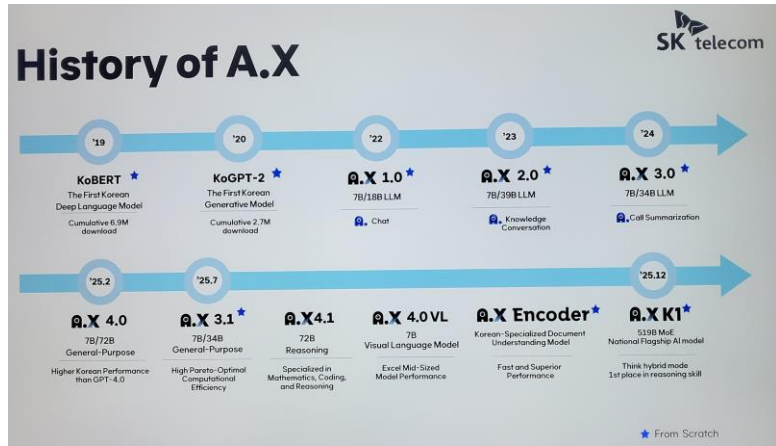 SK telecom
History of A.X
'19
'20
'22
'23
'24
KoBERT
KoGPT-2
A.X 1.0
A.X 2.0
A.X 3.0
The First Korean
Deep Language Model
The First Korean
Generative Model
7B/18B LLM
7B/39B LLM
7B/34B LLM
Cumulative 6.9M
download
Cumulative 2.7M
download
A. Chat
A. Knowledge
Conversation
A. Call Summarization
'25.2
'25.7
'25.12
A.X 4.0
A.X 3.1
A.X4.1
A.X 4.0 VL
A.X Encoder
A.X K1
7B/72B
General-Purpose
7B/34B
General-Purpose
72B
Reasoning
7B
Visual Language Model
Korean-Specialized Document
Understanding Model
519B MoE
National Flagship AI model
Higher Korean Performance
than GPT-4.0
High Pareto-Optimal
Computational
Efficiency
Specialized in
Mathematics, Coding,
and Reasoning
Excel Mid-Sized
Model Performance
Fast and Superior
Performance
Think hybrid mode
1st place in reasoning skill
From Scratch